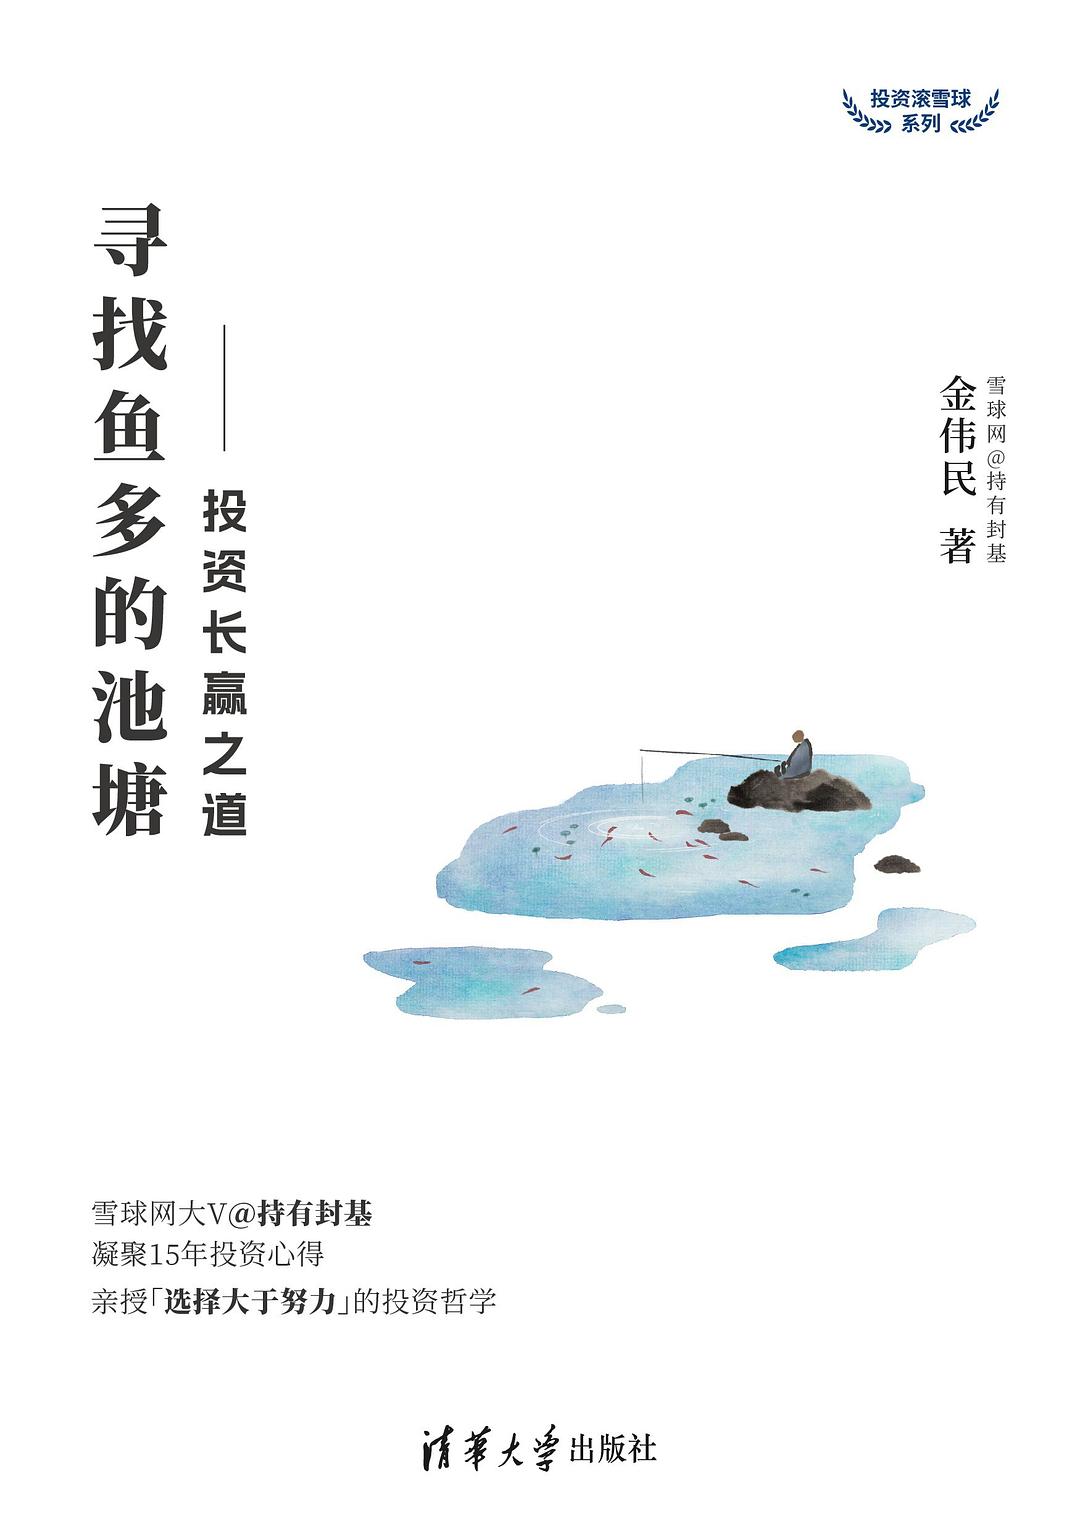 投资滚雪球
系列
寻找鱼多的池塘
——投资长赢之道
雪球网@持有封基
金伟民 著
雪球网大V@持有封基
凝聚15年投资心得
亲授「选择大于努力」的投资哲学
清华大学出版社